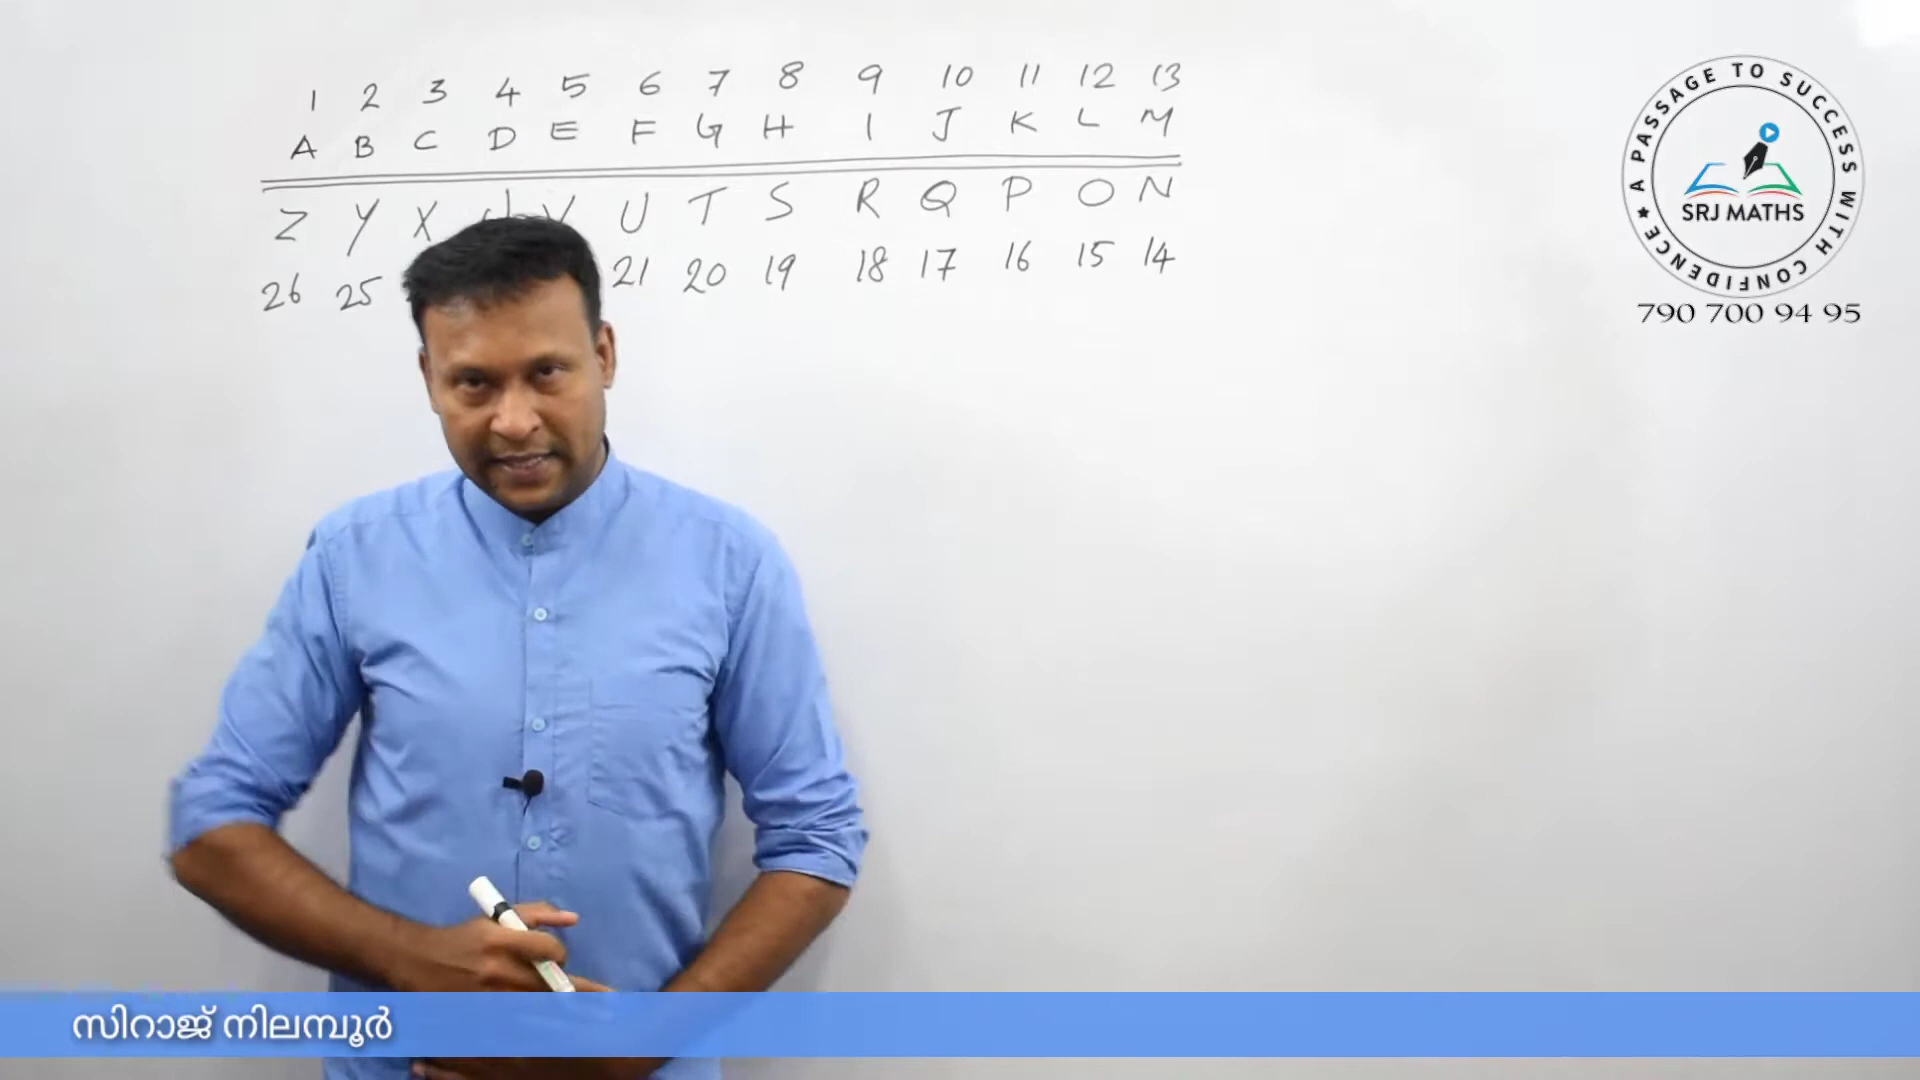 1 2 3 4 5 6 7 8 9 10 11 12 13
A B C D E F G H I J K L M
Z Y X V U T S R Q P O N
26 25 21 20 19 18 17 16 15 14
A PASSAGE TO SUCCESS WITH CONFIDENCE
SRJ MATHS
790 700 94 95
സിറാജ് നിലമ്പൂർ